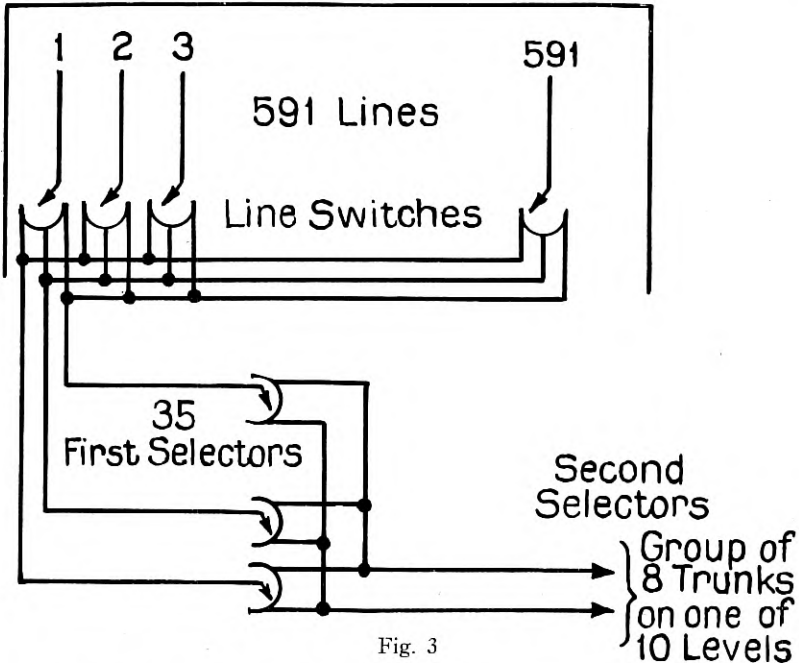 1 2 3 591
591 Lines
Line Switches
35
First Selectors
Second
Selectors
Group of
8 Trunks
on one of
10 Levels
Fig. 3